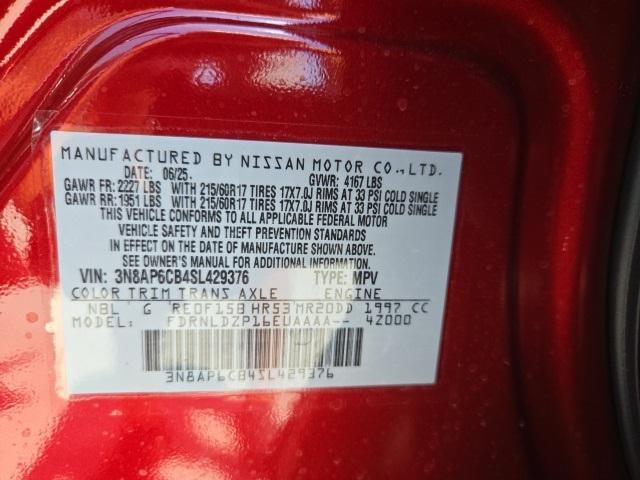 MANUFACTURED BY NISSAN MOTOR CO., LTD.
DATE: 06/25. GVWR: 4167 LBS
GAWR FR: 2227 LBS WITH 215/60R17 TIRES 17X7.0J RIMS AT 33 PSI COLD SINGLE
GAWR RR: 1951 LBS WITH 215/60R17 TIRES 17X7.0J RIMS AT 33 PSI COLD SINGLE
THIS VEHICLE CONFORMS TO ALL APPLICABLE FEDERAL MOTOR
VEHICLE SAFETY AND THEFT PREVENTION STANDARDS
IN EFFECT ON THE DATE OF MANUFACTURE SHOWN ABOVE.
SEE OWNER'S MANUAL FOR ADDITIONAL INFORMATION.
VIN: 3N8AP6CB4SL429376 TYPE: MPV
COLOR TRIM TRANS AXLE ENGINE
NBL G RE0F15B HR53 MR20DD 1997 CC
MODEL: FDRNLDZP16EUAAAA-- 4Z000
3N8AP6CB4SL429376